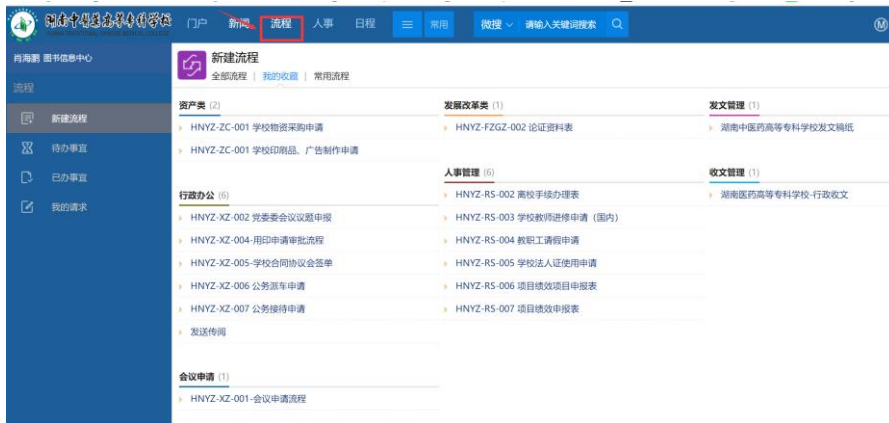 湖南中医药高等专科学校 门户 新闻 流程 人事 日程 常用 微搜 请输入关键词搜索
肖海鹏 图书信息中心
流程
新建流程
待办事宜
已办事宜
我的请求
新建流程
全部流程 | 我的收藏 | 常用流程
资产类 (2)
HNYZ-ZC-001 学校物资采购申请
HNYZ-ZC-001 学校印刷品、广告制作申请
行政办公 (6)
HNYZ-XZ-002 党委会议议题申报
HNYZ-XZ-004-用印申请审批流程
HNYZ-XZ-005-学校合同协议会签单
HNYZ-XZ-006 公务派车申请
HNYZ-XZ-007 公务接待申请
发送传阅
会议申请 (1)
HNYZ-XZ-001-会议申请流程
发展改革类 (1)
HNYZ-FZGZ-002 论证资料表
人事管理 (6)
HNYZ-RS-002 离校手续办理表
HNYZ-RS-003 学校教师进修申请（国内）
HNYZ-RS-004 教职工请假申请
HNYZ-RS-005 学校法人证使用申请
HNYZ-RS-006 项目绩效项目申报表
HNYZ-RS-007 项目绩效申报表
发文管理 (1)
湖南中医药高等专科学校发文稿纸
收文管理 (1)
湖南医药高等专科学校-行政收文